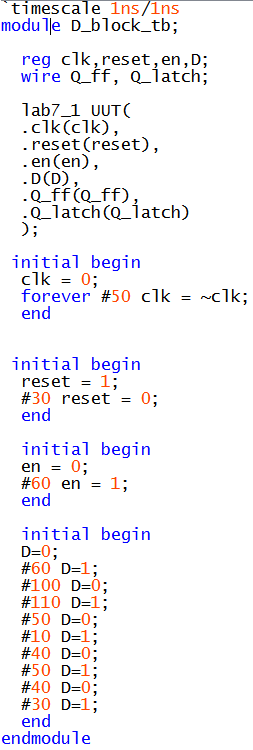 `timescale 1ns/1ns
module D_block_tb;
reg clk,reset,en,D;
wire Q_ff, Q_latch;
lab7_1 UUT(
.clk(clk),
.reset(reset),
.en(en),
.D(D),
.Q_ff(Q_ff),
.Q_latch(Q_latch)
);
initial begin
clk = 0;
forever #50 clk = ~clk;
end
initial begin
reset = 1;
#30 reset = 0;
end
initial begin
en = 0;
#60 en = 1;
end
initial begin
D=0;
#60 D=1;
#100 D=0;
#110 D=1;
#50 D=0;
#10 D=1;
#40 D=0;
#50 D=1;
#40 D=0;
#30 D=1;
end
endmodule